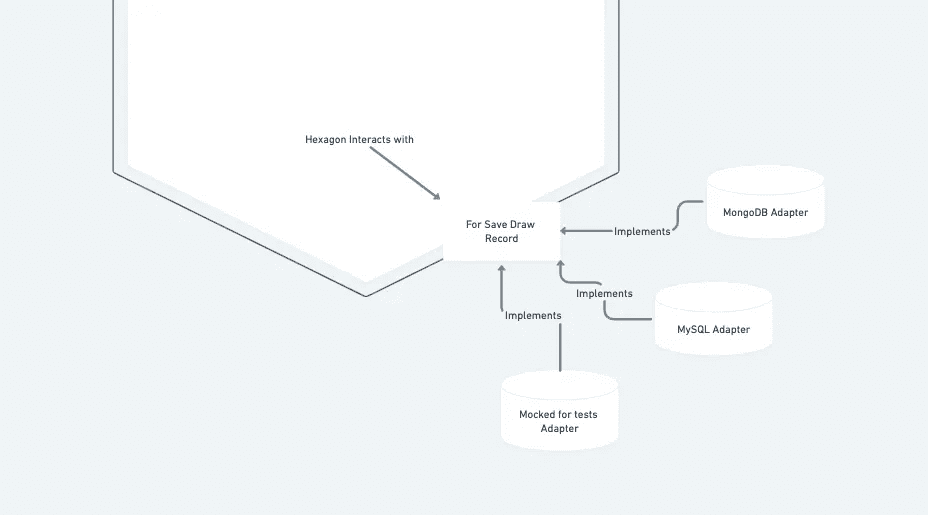 Hexagon Interacts with
For Save Draw
Record
MongoDB Adapter
Implements
Implements
MySQL Adapter
Implements
Mocked for tests
Adapter